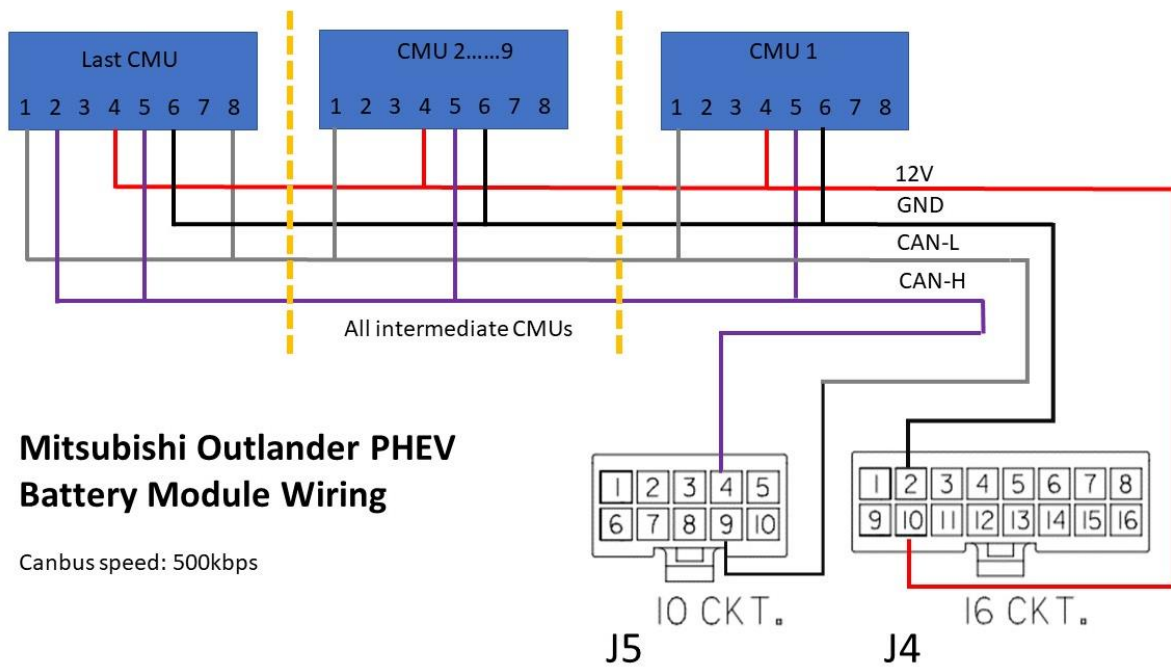 Last CMU
1 2 3 4 5 6 7 8
CMU 2……9
1 2 3 4 5 6 7 8
CMU 1
1 2 3 4 5 6 7 8
12V
GND
CAN-L
CAN-H
All intermediate CMUs
Mitsubishi Outlander PHEV
Battery Module Wiring
Canbus speed: 500kbps
1 2 3 4 5
6 7 8 9 10
10 CKT.
J5
1 2 3 4 5 6 7 8
9 10 11 12 13 14 15 16
16 CKT.
J4